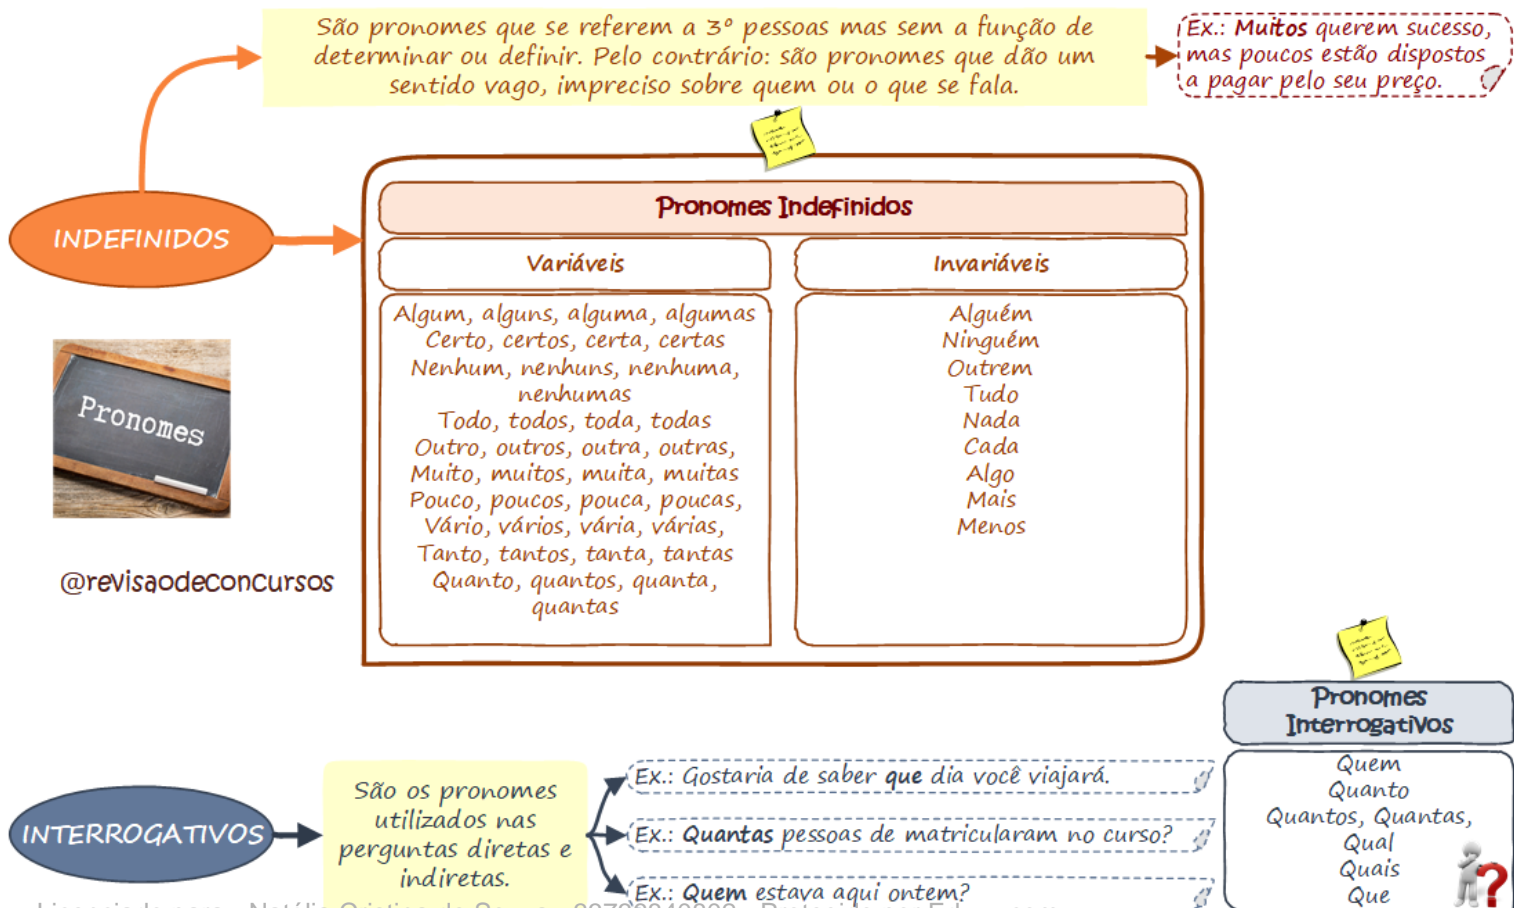 São pronomes que se referem a 3º pessoas mas sem a função de
determinar ou definir. Pelo contrário: são pronomes que dão um
sentido vago, impreciso sobre quem ou o que se fala.
Ex.: Muitos querem sucesso,
mas poucos estão dispostos
a pagar pelo seu preço.
INDEFINIDOS
Pronomes Indefinidos
Variáveis
Algum, alguns, alguma, algumas
Certo, certos, certa, certas
Nenhum, nenhuns, nenhuma,
nenhumas
Todo, todos, toda, todas
Outro, outros, outra, outras,
Muito, muitos, muita, muitas
Pouco, poucos, pouca, poucas,
Vário, vários, vária, várias,
Tanto, tantos, tanta, tantas
Quanto, quantos, quanta,
quantas
Invariáveis
Alguém
Ninguém
Outrem
Tudo
Nada
Cada
Algo
Mais
Menos
Pronomes
@revisaodeconcursos
INTERROGATIVOS
São os pronomes
utilizados nas
perguntas diretas e
indiretas.
Ex.: Gostaria de saber que dia você viajará.
Ex.: Quantas pessoas de matricularam no curso?
Ex.: Quem estava aqui ontem?
Pronomes
Interrogativos
Quem
Quanto
Quantos, Quantas,
Qual
Quais
Que